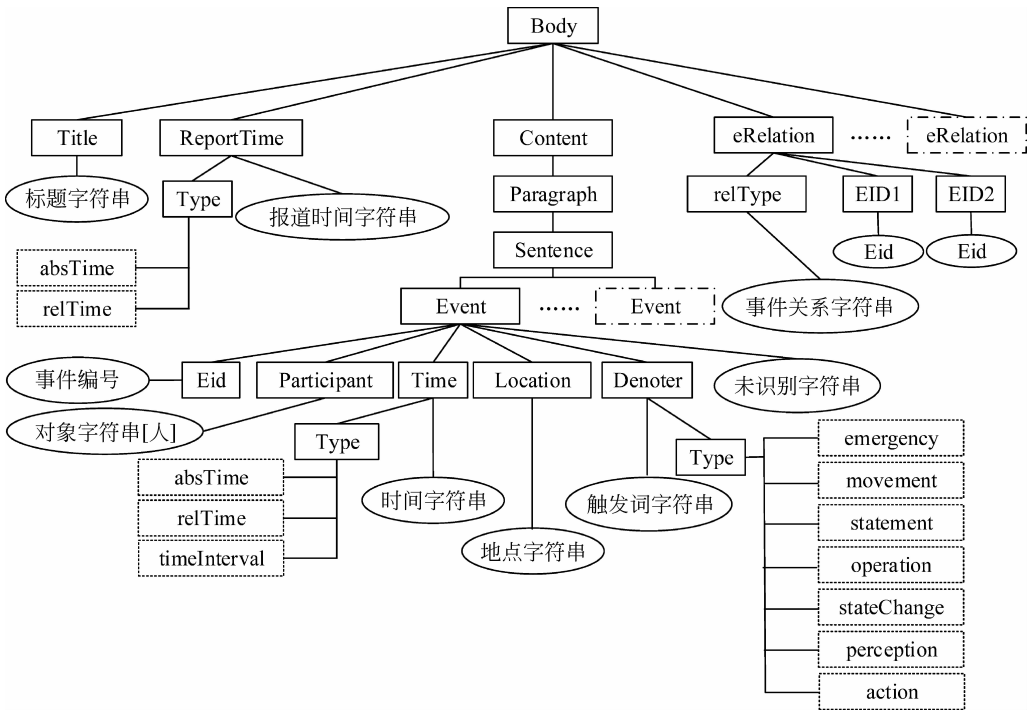 Body
Title
ReportTime
Content
eRelation
……
eRelation
标题字符串
Type
报道时间字符串
Paragraph
relType
EID1
EID2
absTime
relTime
Sentence
Eid
Eid
Event
……
Event
事件关系字符串
事件编号
Eid
Participant
Time
Location
Denoter
未识别字符串
对象字符串[人]
Type
absTime
relTime
timeInterval
时间字符串
地点字符串
触发词字符串
Type
emergency
movement
statement
operation
stateChange
perception
action